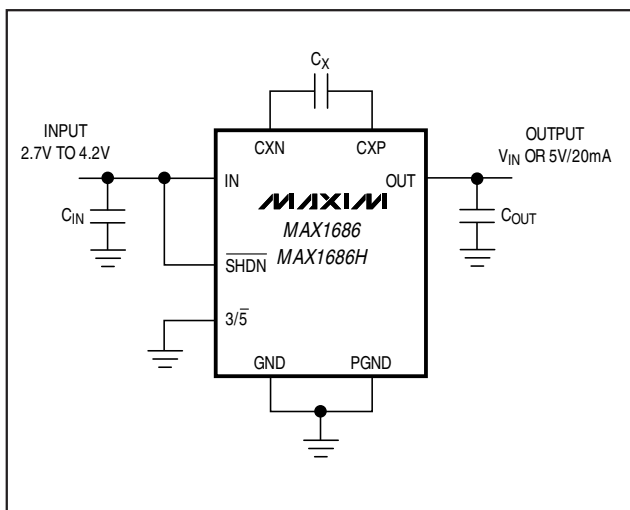 C_X
INPUT
2.7V TO 4.2V
OUTPUT
V_IN OR 5V/20mA
CXN
CXP
IN
OUT
MAXIM
MAX1686
MAX1686H
C_IN
C_OUT
S̅H̅D̅N̅
3/5̅
GND
PGND